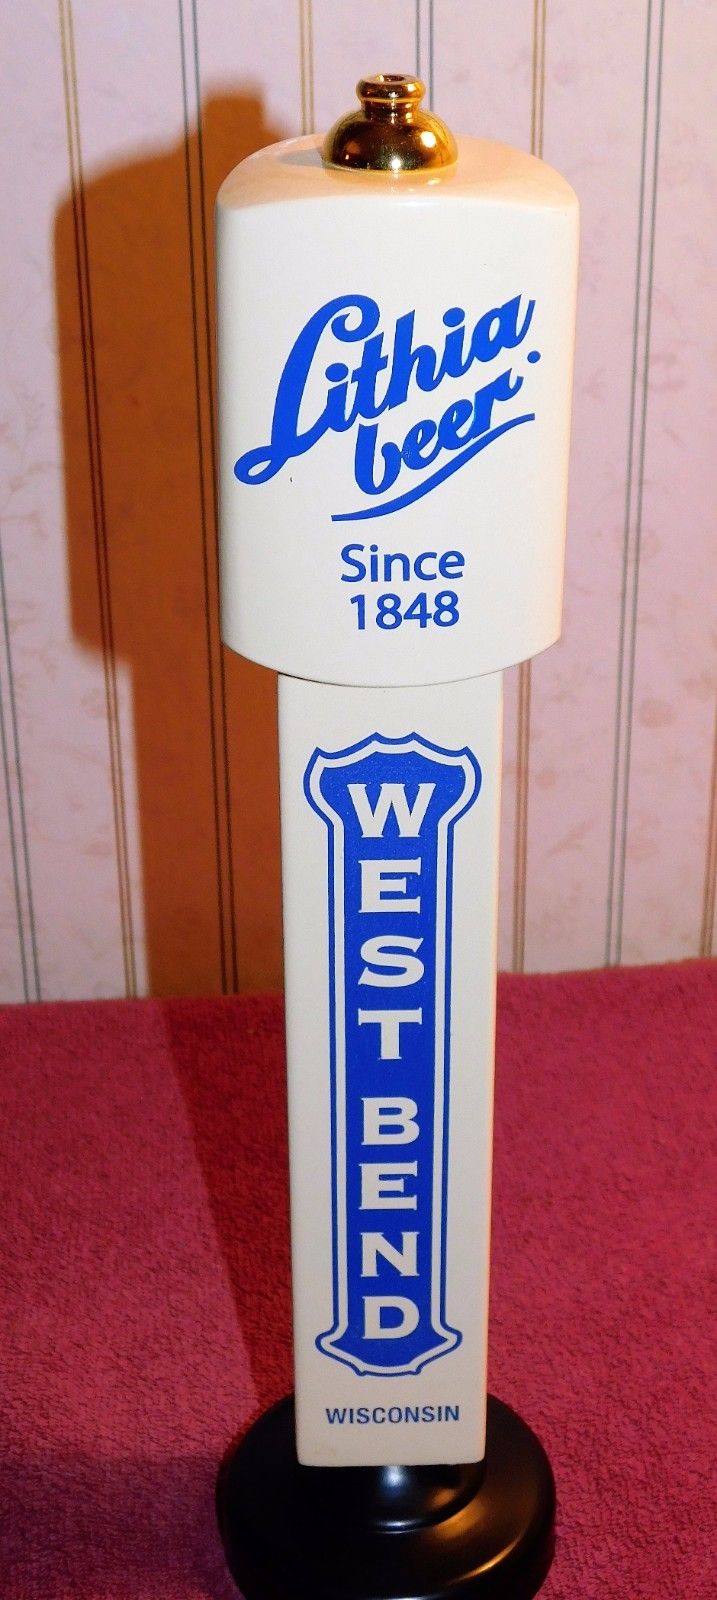 Lithia
beer.
Since
1848
WEST BEND
WISCONSIN